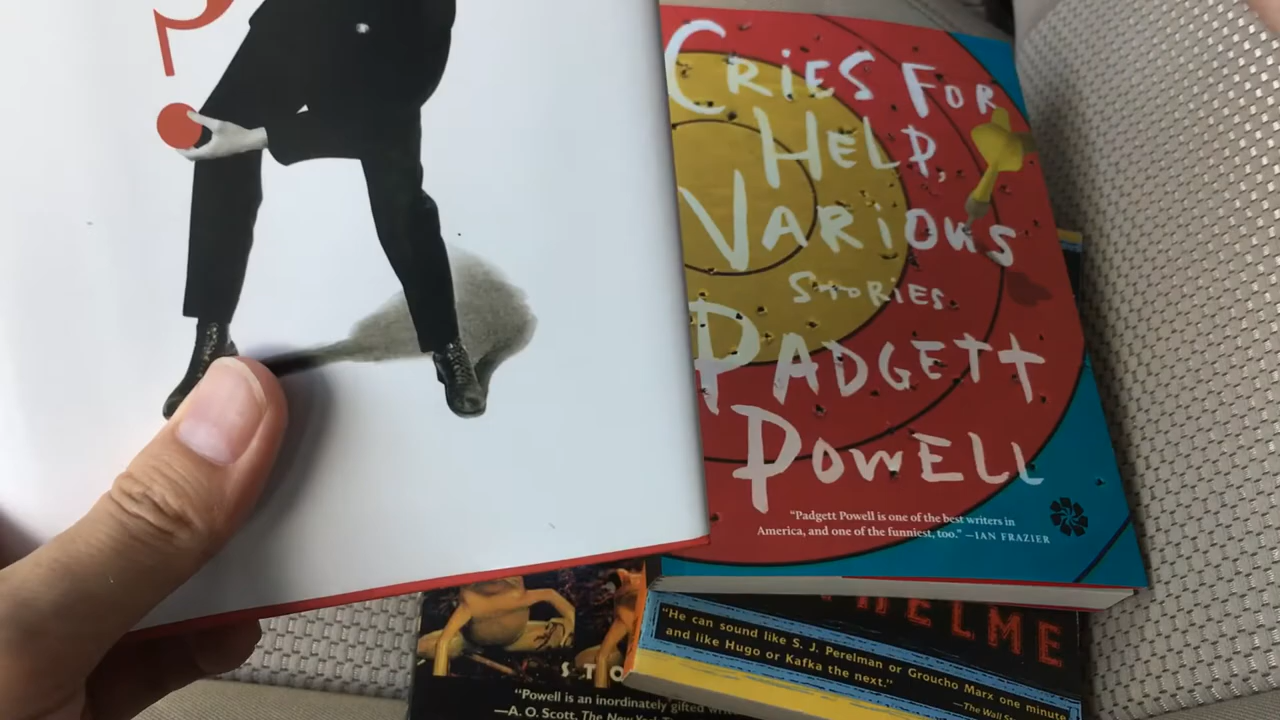 CRIES FOR
HELP,
VARIOUS
STORIES
PADGETT
POWELL
“Padgett Powell is one of the best writers in
America, and one of the funniest, too.” —IAN FRAZIER
HELME
“He can sound like S. J. Perelman or Groucho Marx one minute
and like Hugo or Kafka the next.”
—The Wall S
STO
“Powell is an inordinately gifted
—A. O. Scott, The New York T